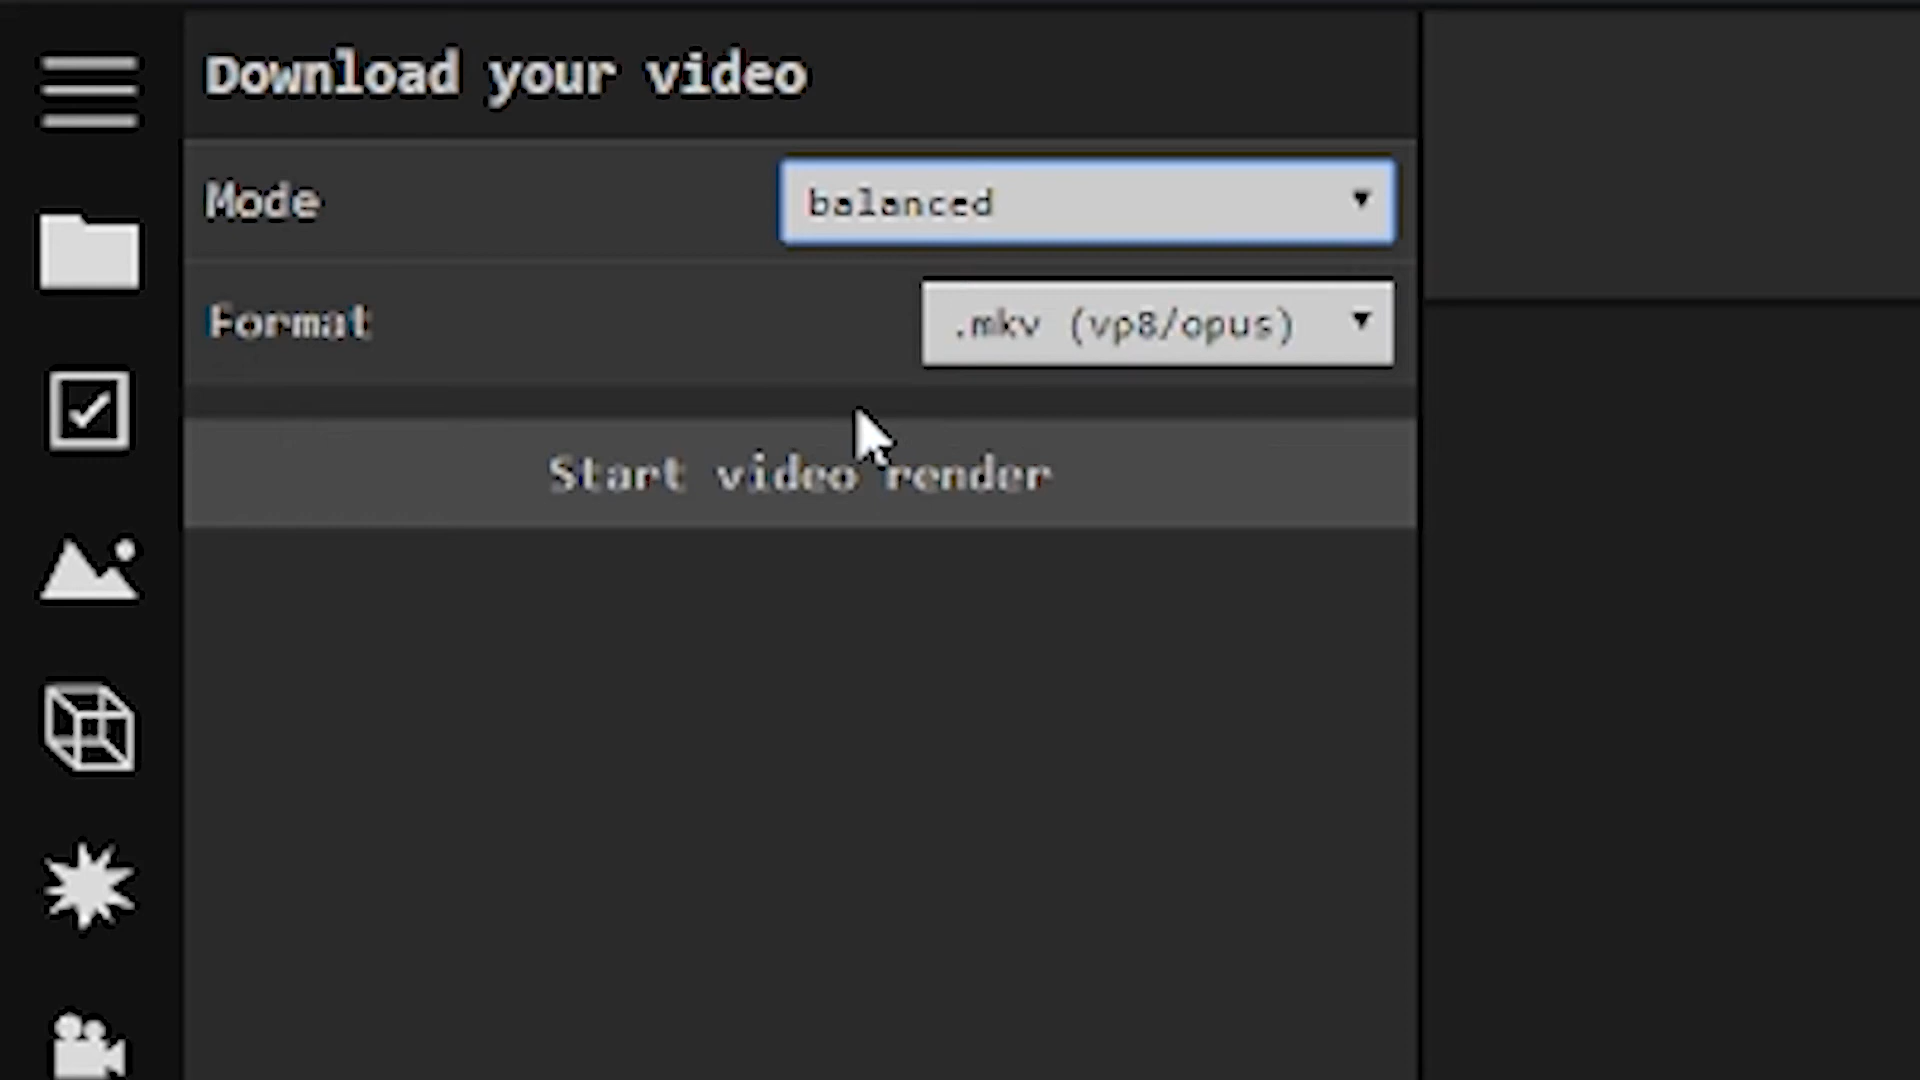 Download your video
Mode balanced
Format .mkv (vp8/opus)
Start video render